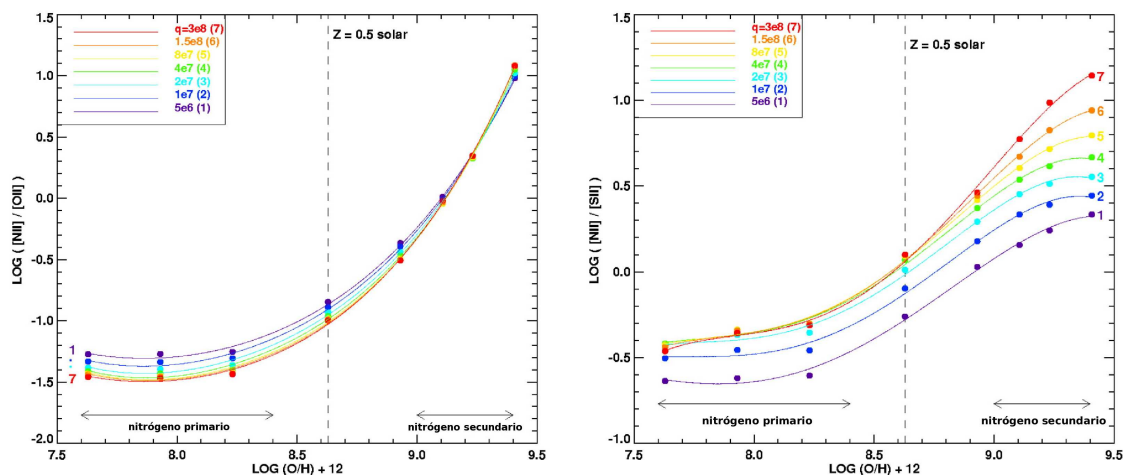 1.5
1.0
0.5
0.0
-0.5
-1.0
-1.5
-2.0
LOG ( [NII] / [OII] )
q=3e8 (7)
1.5e8 (6)
8e7 (5)
4e7 (4)
2e7 (3)
1e7 (2)
5e6 (1)
Z = 0.5 solar
1
7
nitrógeno primario
nitrógeno secundario
7.5 8.0 8.5 9.0 9.5
LOG (O/H) + 12
1.5
1.0
0.5
0.0
-0.5
-1.0
LOG ( [NII] / [SII] )
q=3e8 (7)
1.5e8 (6)
8e7 (5)
4e7 (4)
2e7 (3)
1e7 (2)
5e6 (1)
Z = 0.5 solar
7
6
5
4
3
2
1
nitrógeno primario
nitrógeno secundario
7.5 8.0 8.5 9.0 9.5
LOG (O/H) + 12